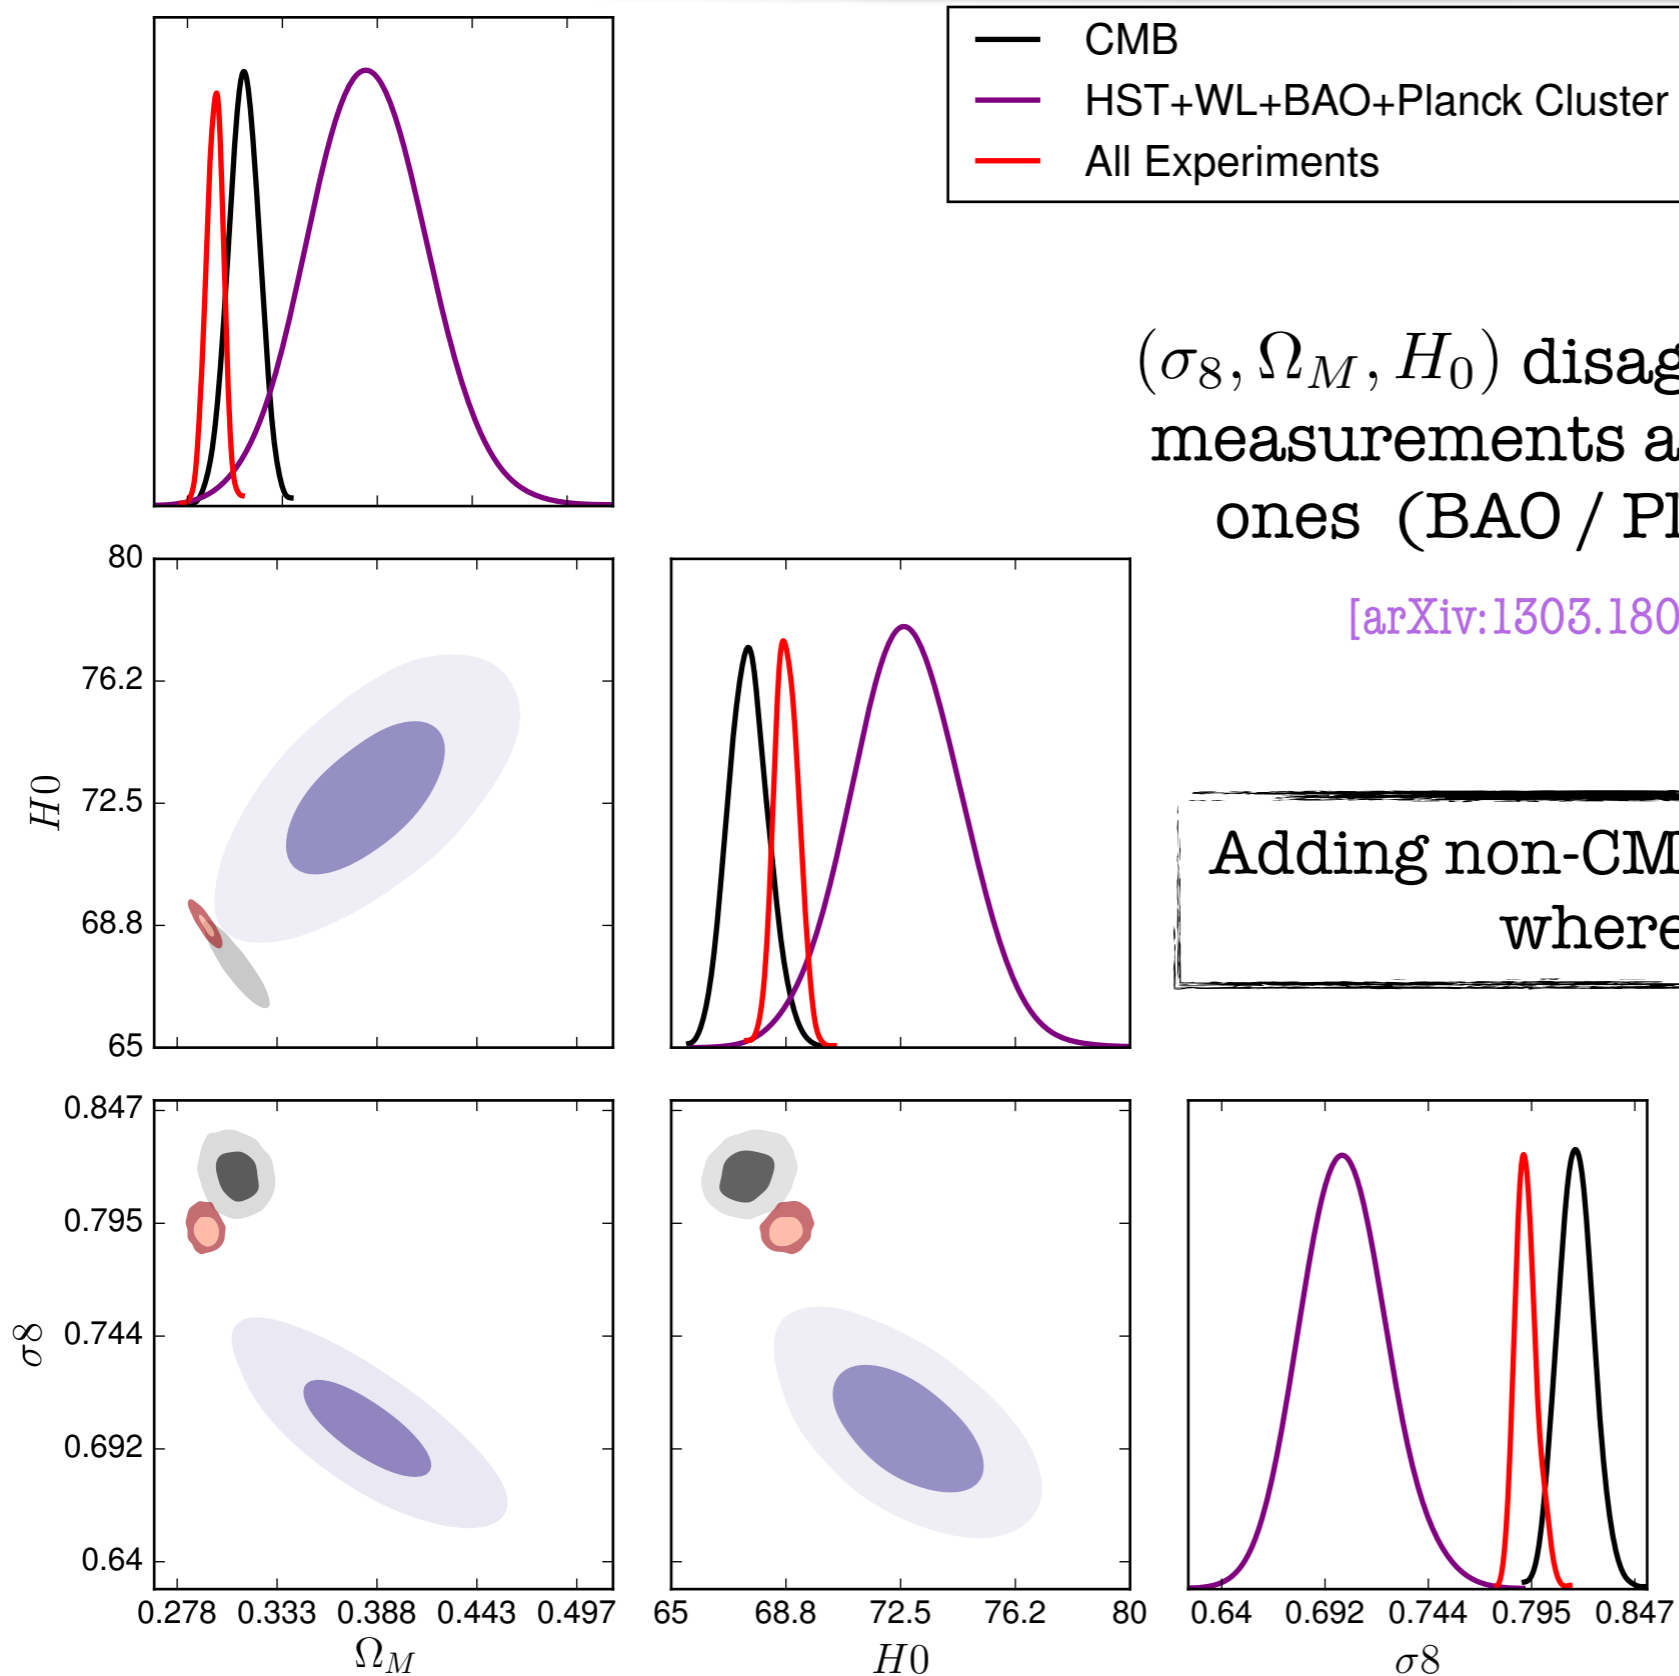 CMB
HST+WL+BAO+Planck Cluster
All Experiments
(σ8, ΩM, H0) disag
measurements a
ones (BAO / Pl
[arXiv:1303.180
Adding non-CM
where
80
76.2
72.5
68.8
65
H0
0.847
0.795
0.744
0.692
0.64
σ8
0.278 0.333 0.388 0.443 0.497
ΩM
65 68.8 72.5 76.2 80
H0
0.64 0.692 0.744 0.795 0.847
σ8